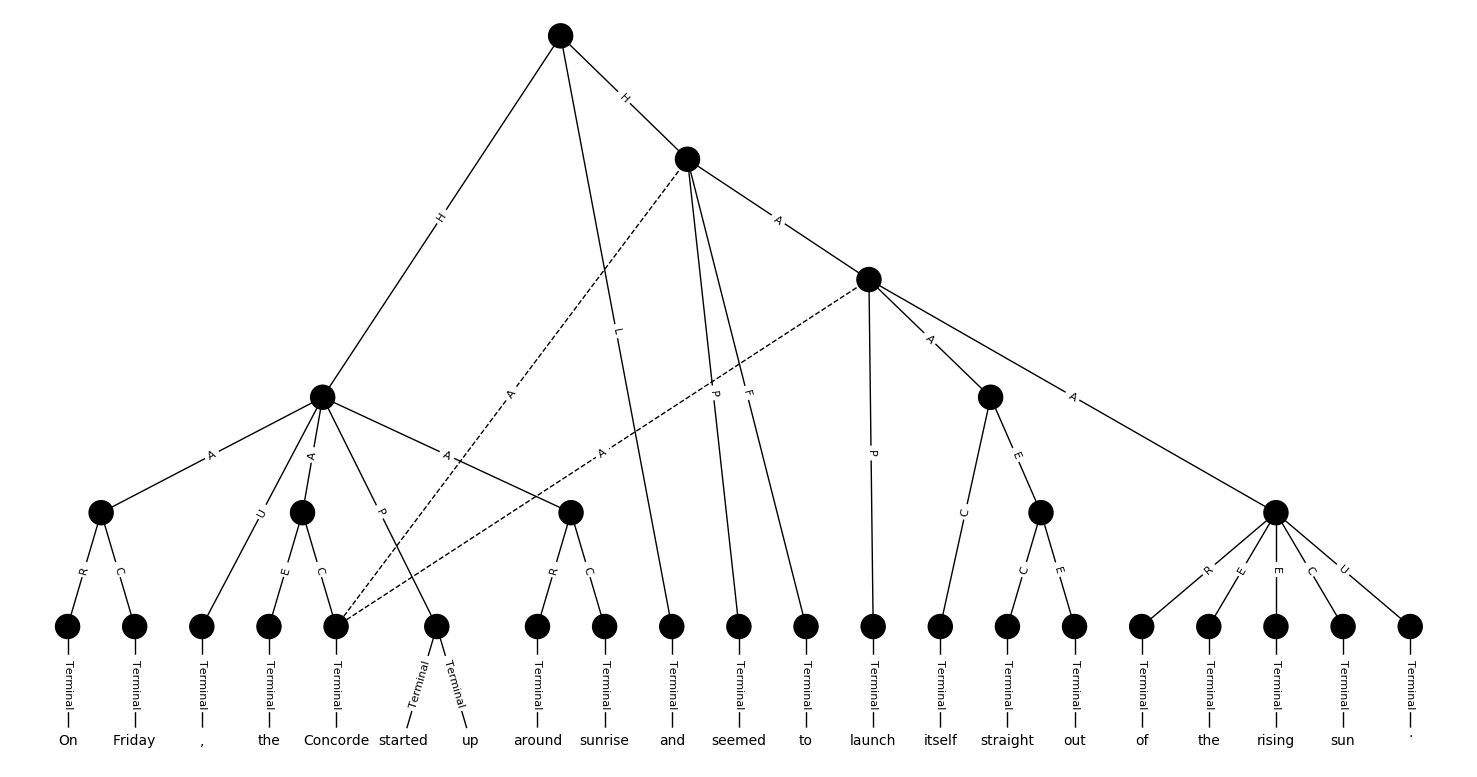 H
H
A
H
L
A
A
A
P
F
A
A
A
A
U
A
P
A
P
C
E
R
C
E
C
R
C
C
E
R
E
E
C
U
Terminal Terminal Terminal Terminal Terminal Terminal Terminal Terminal Terminal Terminal Terminal Terminal Terminal Terminal Terminal Terminal Terminal Terminal Terminal Terminal Terminal
On Friday , the Concorde started up around sunrise and seemed to launch itself straight out of the rising sun .